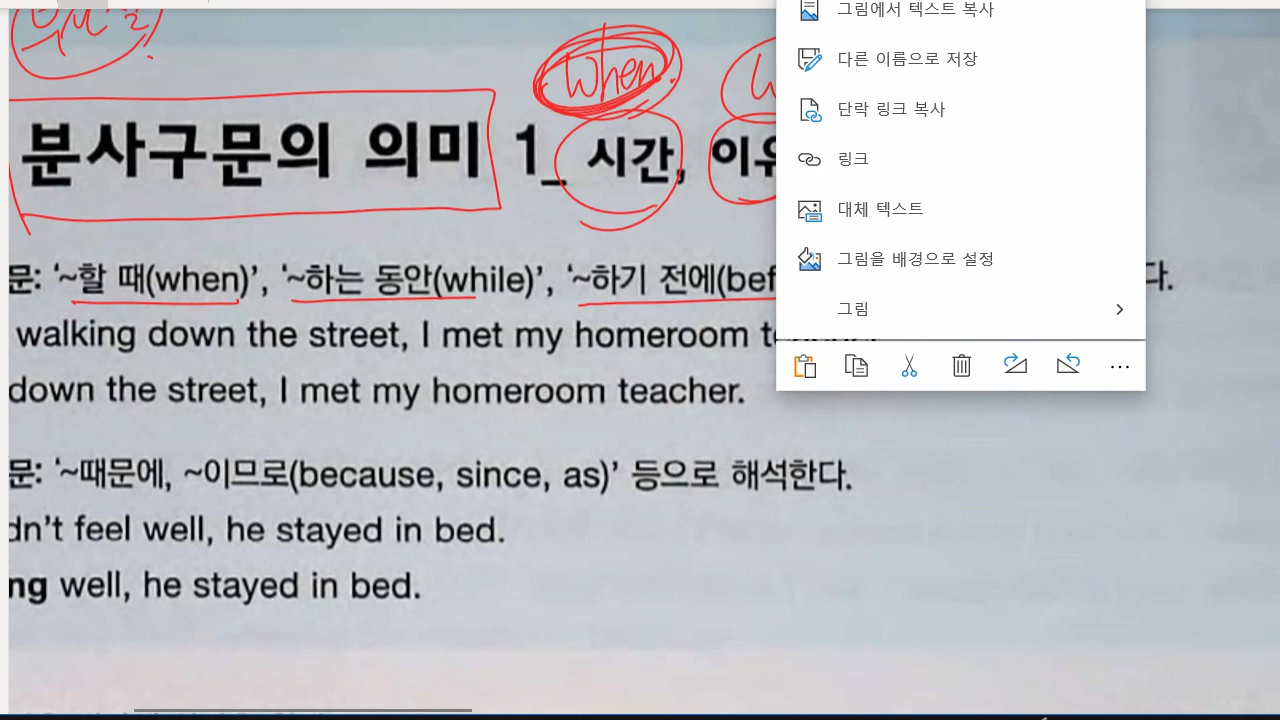 그림에서 텍스트 복사
다른 이름으로 저장
when
단락 링크 복사
분사구문의 의미 1_ 시간, 이유
링크
대체 텍스트
그림을 배경으로 설정
문: '~할 때(when)', '~하는 동안(while)', '~하기 전에(bef
다.
그림
walking down the street, I met my homeroom
down the street, I met my homeroom teacher.
문: '~때문에, ~이므로(because, since, as)' 등으로 해석한다.
dn't feel well, he stayed in bed.
ng well, he stayed in bed.